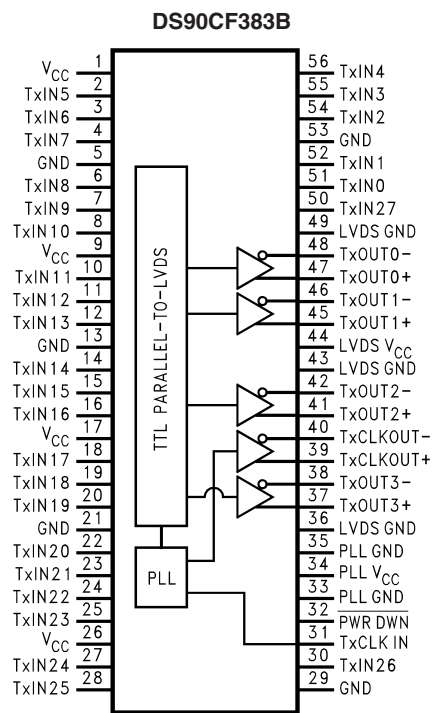 DS90CF383B
VCC 1
TxIN5 2
TxIN6 3
TxIN7 4
GND 5
TxIN8 6
TxIN9 7
TxIN10 8
VCC 9
TxIN11 10
TxIN12 11
TxIN13 12
GND 13
TxIN14 14
TxIN15 15
TxIN16 16
VCC 17
TxIN17 18
TxIN18 19
TxIN19 20
GND 21
TxIN20 22
TxIN21 23
TxIN22 24
TxIN23 25
VCC 26
TxIN24 27
TxIN25 28
TTL PARALLEL-TO-LVDS
PLL
56 TxIN4
55 TxIN3
54 TxIN2
53 GND
52 TxIN1
51 TxIN0
50 TxIN27
49 LVDS GND
48 TxOUT0-
47 TxOUT0+
46 TxOUT1-
45 TxOUT1+
44 LVDS VCC
43 LVDS GND
42 TxOUT2-
41 TxOUT2+
40 TxCLKOUT-
39 TxCLKOUT+
38 TxOUT3-
37 TxOUT3+
36 LVDS GND
35 PLL GND
34 PLL VCC
33 PLL GND
32 PWR DWN
31 TxCLK IN
30 TxIN26
29 GND